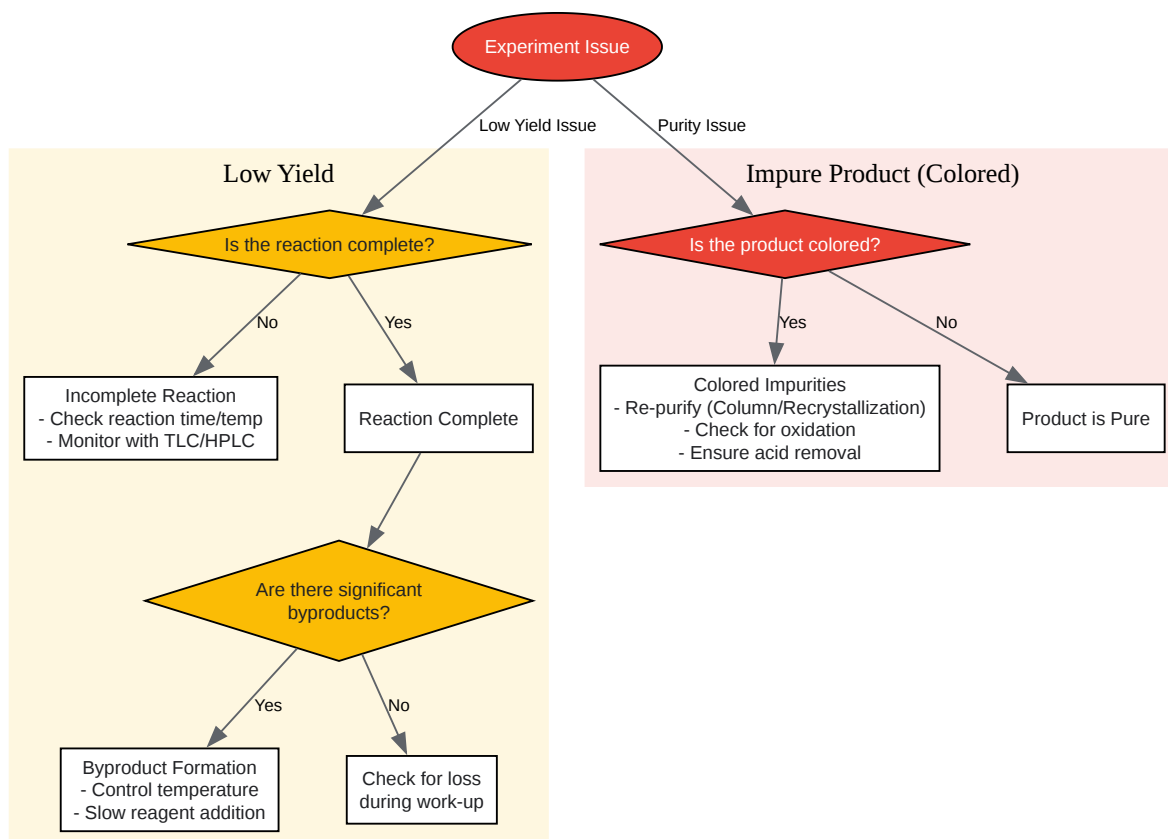 Experiment Issue
Low Yield Issue
Purity Issue
Low Yield
Is the reaction complete?
No
Yes
Incomplete Reaction
- Check reaction time/temp
- Monitor with TLC/HPLC
Reaction Complete
Are there significant
byproducts?
Yes
No
Byproduct Formation
- Control temperature
- Slow reagent addition
Check for loss
during work-up
Impure Product (Colored)
Is the product colored?
Yes
No
Colored Impurities
- Re-purify (Column/Recrystallization)
- Check for oxidation
- Ensure acid removal
Product is Pure